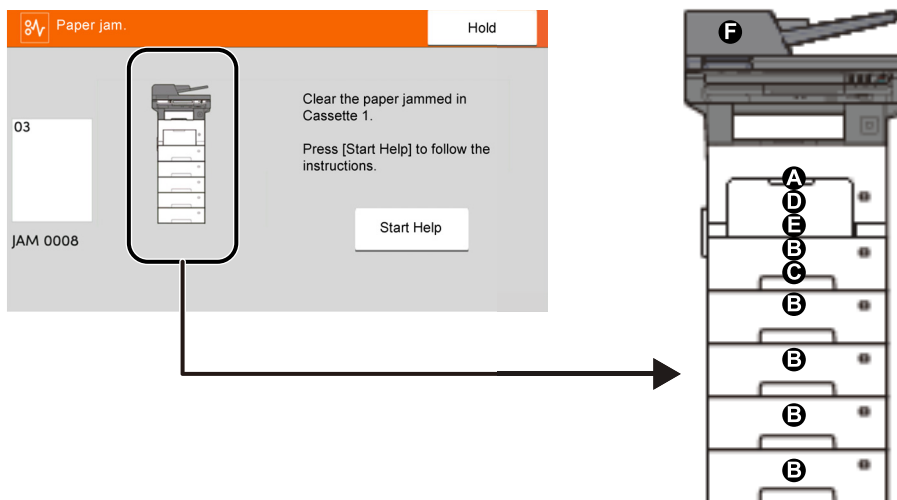 Paper jam.
Hold
03
JAM 0008
Clear the paper jammed in
Cassette 1.
Press [Start Help] to follow the
instructions.
Start Help
F
A
D
E
B
C
B
B
B
B